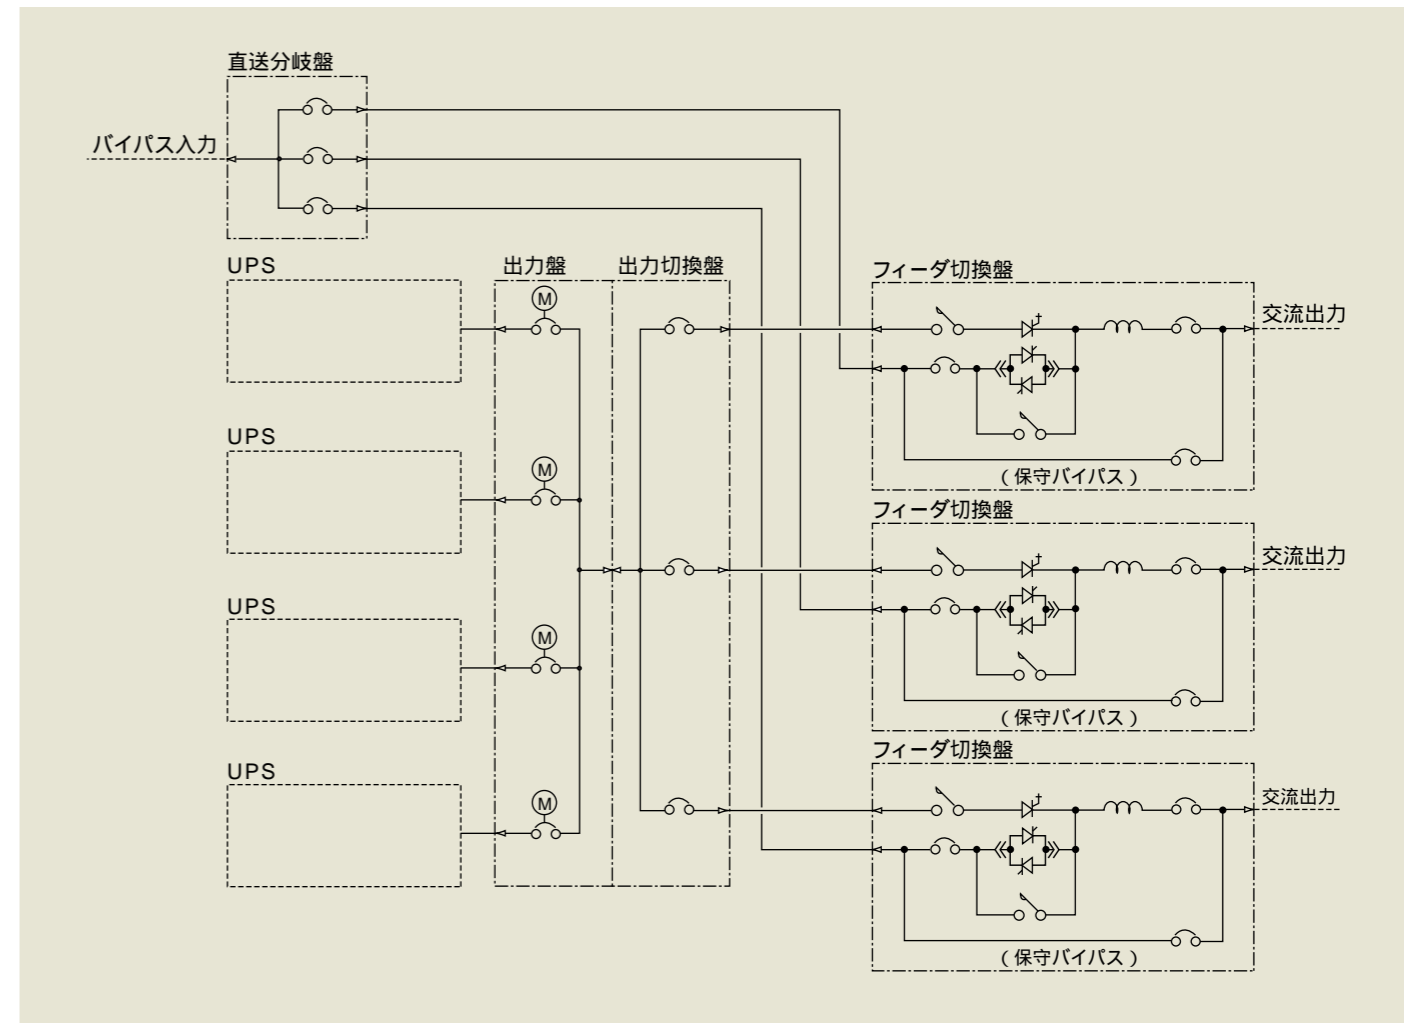 直送分岐盤
バイパス入力
UPS
出力盤
出力切換盤
フィーダ切換盤
M
交流出力
(保守バイパス)
UPS
M
フィーダ切換盤
交流出力
UPS
M
(保守バイパス)
フィーダ切換盤
UPS
M
交流出力
(保守バイパス)